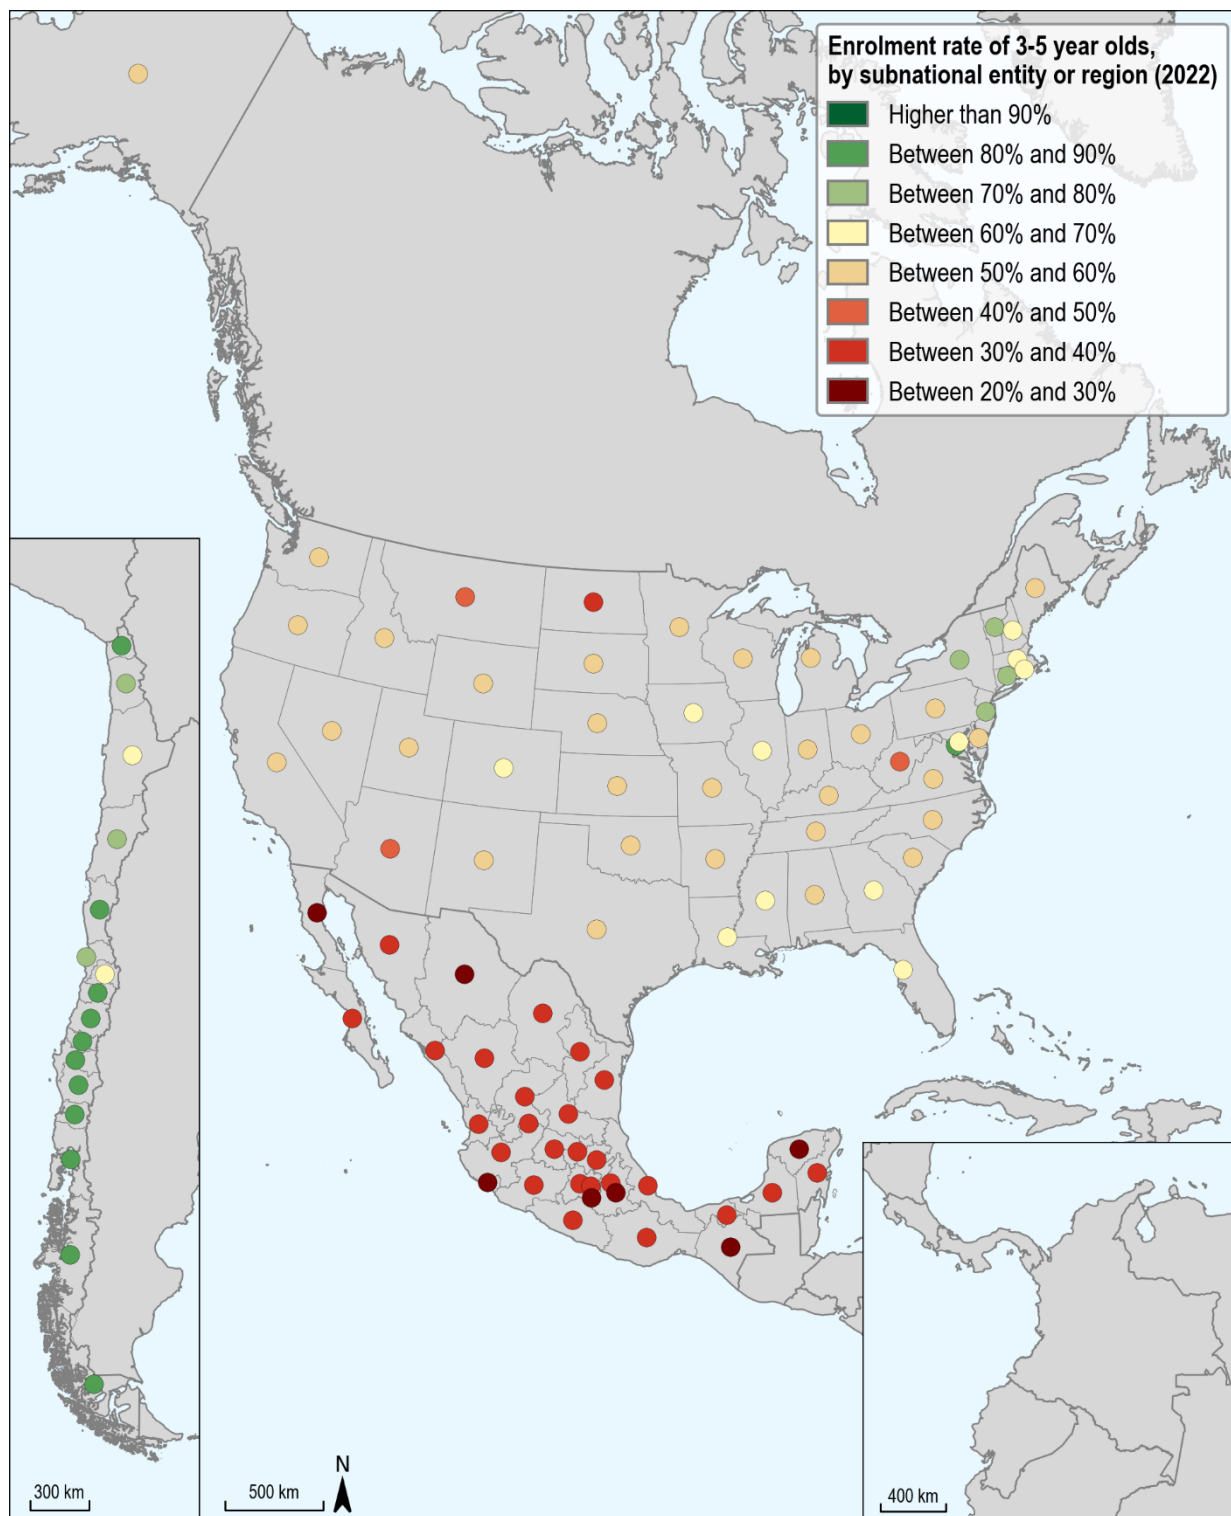 Enrolment rate of 3-5 year olds,
by subnational entity or region (2022)
Higher than 90%
Between 80% and 90%
Between 70% and 80%
Between 60% and 70%
Between 50% and 60%
Between 40% and 50%
Between 30% and 40%
Between 20% and 30%
300 km
500 km
N
400 km